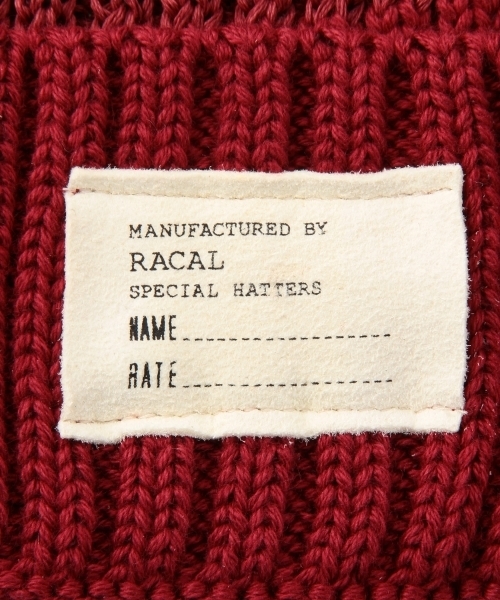 MANUFACTURED BY
RACAL
SPECIAL HATTERS
NAME
RATE